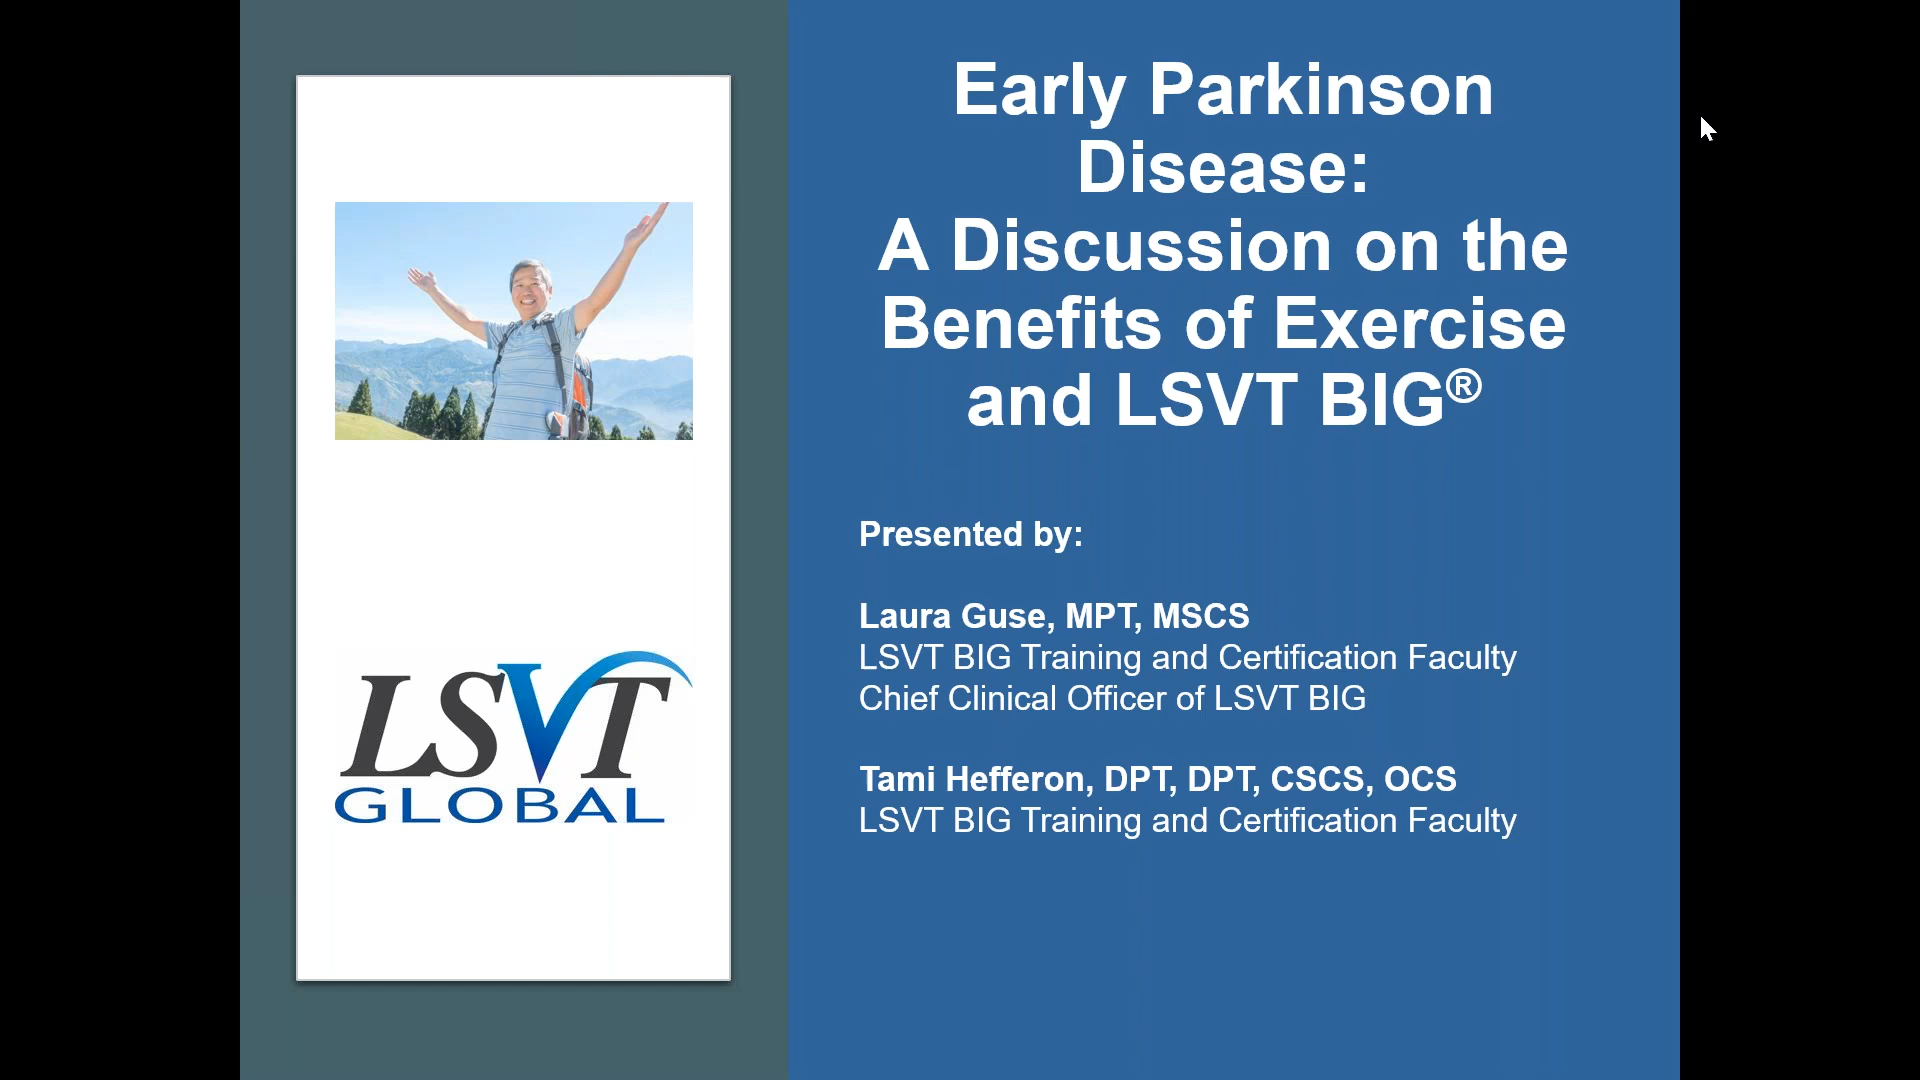 Early Parkinson
Disease:
A Discussion on the
Benefits of Exercise
and LSVT BIG®
Presented by:
Laura Guse, MPT, MSCS
LSVT BIG Training and Certification Faculty
Chief Clinical Officer of LSVT BIG
Tami Hefferon, DPT, DPT, CSCS, OCS
LSVT BIG Training and Certification Faculty
LSVT
GLOBAL